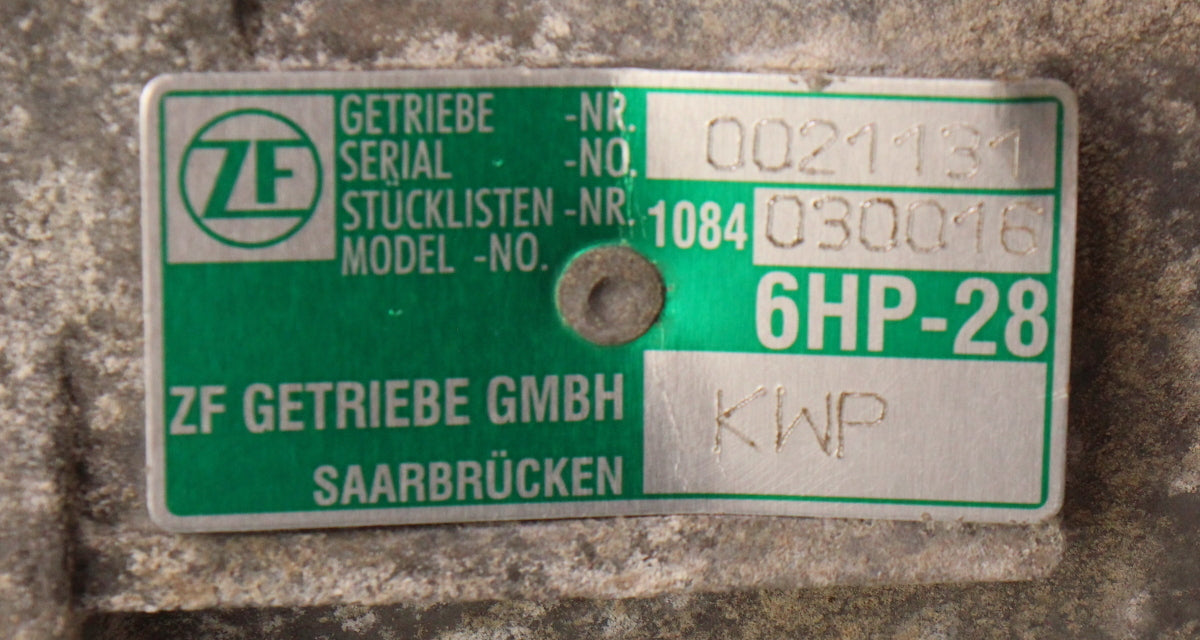 ZF
GETRIEBE -NR.
SERIAL -NO. 0021131
STÜCKLISTEN -NR. 1084 030016
MODEL -NO.
6HP-28
ZF GETRIEBE GMBH KWP
SAARBRÜCKEN